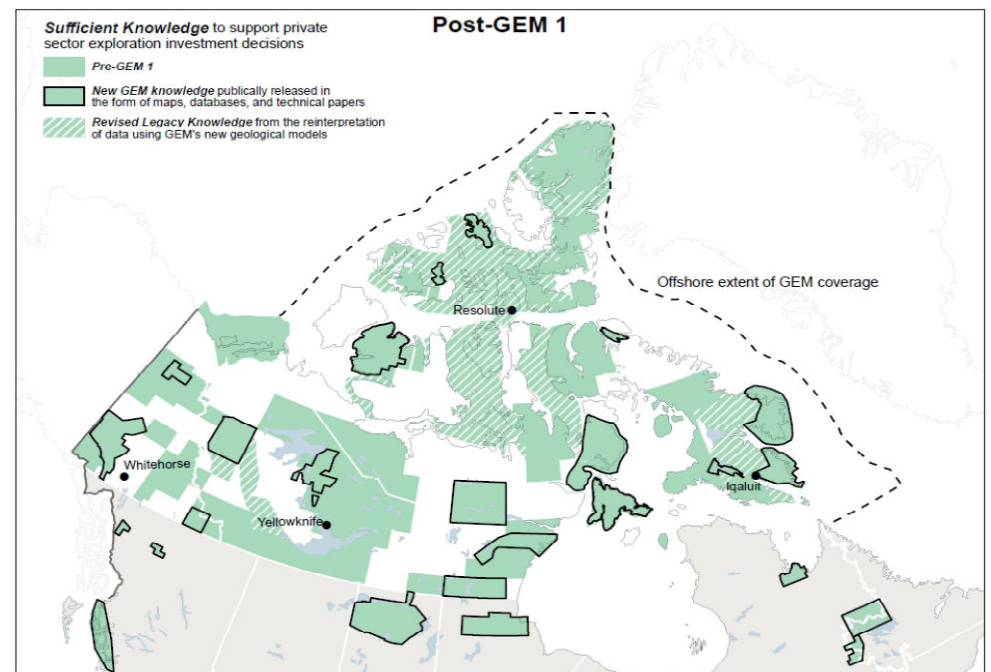 Post-GEM 1
Sufficient Knowledge to support private
sector exploration investment decisions
Pre-GEM 1
New GEM knowledge publically released in
the form of maps, databases, and technical papers
Revised Legacy Knowledge from the reinterpretation
of data using GEM's new geological models
Offshore extent of GEM coverage
Resolute
Whitehorse
Iqaluit
Yellowknife